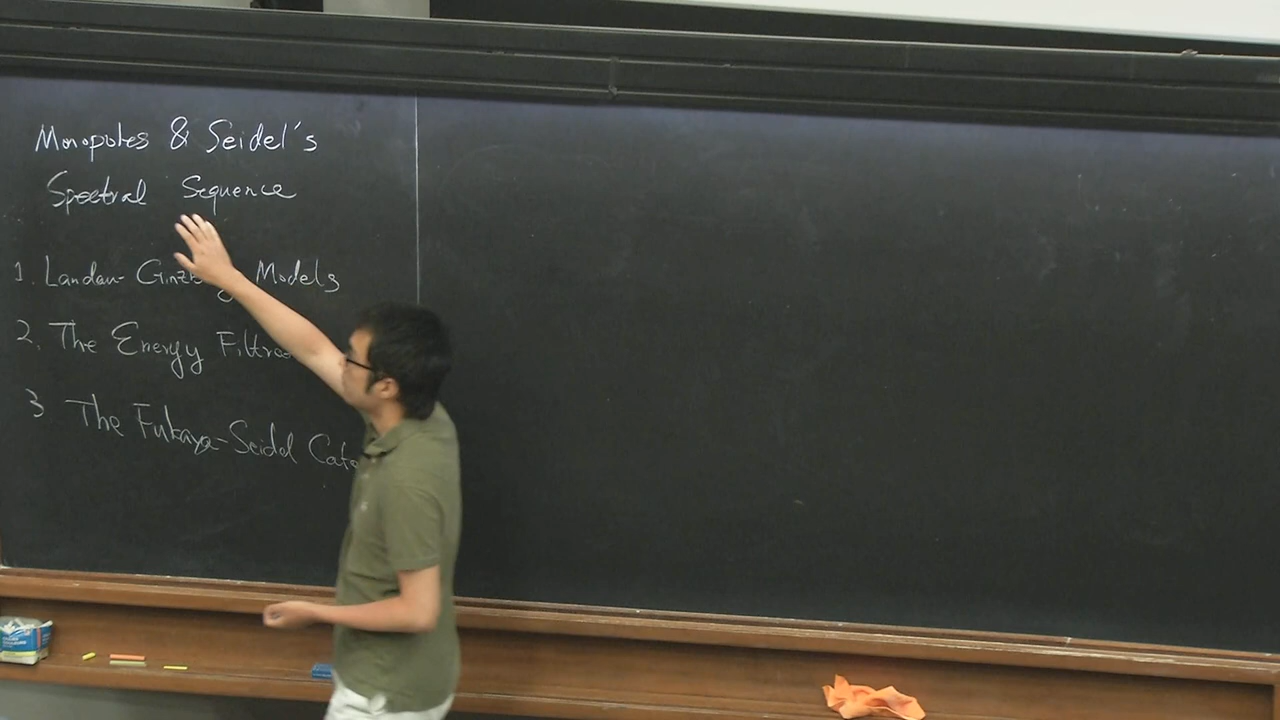 Monopoles & Seidel's
Spectral Sequence
1. Landau-Ginz g Models
2. The Energy Filtra
3 The Fukaya-Seidel Cate